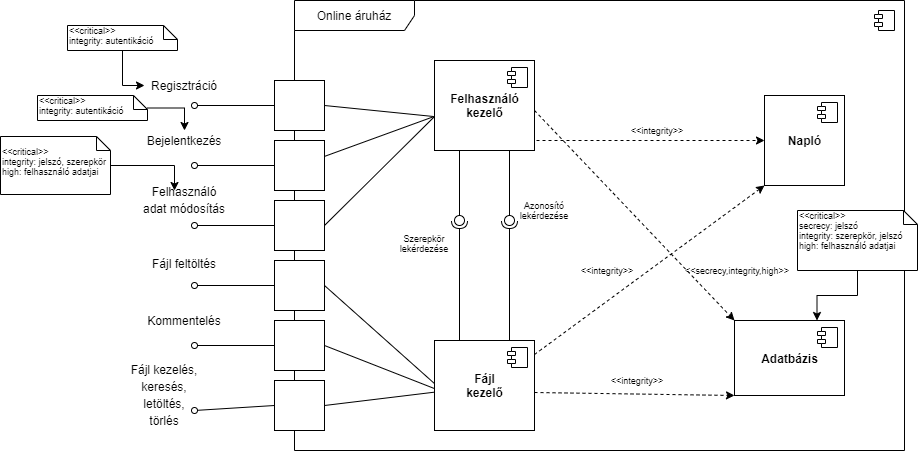 Online áruház
<<critical>>
integrity: autentikáció
Regisztráció
<<critical>>
integrity: autentikáció
Bejelentkezés
<<critical>>
integrity: jelszó, szerepkör
high: felhasználó adatjai
Felhasználó
adat módosítás
Fájl feltöltés
Kommentelés
Fájl kezelés,
keresés,
letöltés,
törlés
Felhasználó
kezelő
Szerepkör
lekérdezése
Azonosító
lekérdezése
Fájl
kezelő
<<integrity>>
<<integrity>>
<<secrecy,integrity,high>>
<<integrity>>
Napló
<<critical>>
secrecy: jelszó
integrity: szerepkör, jelszó
high: felhasználó adatjai
Adatbázis